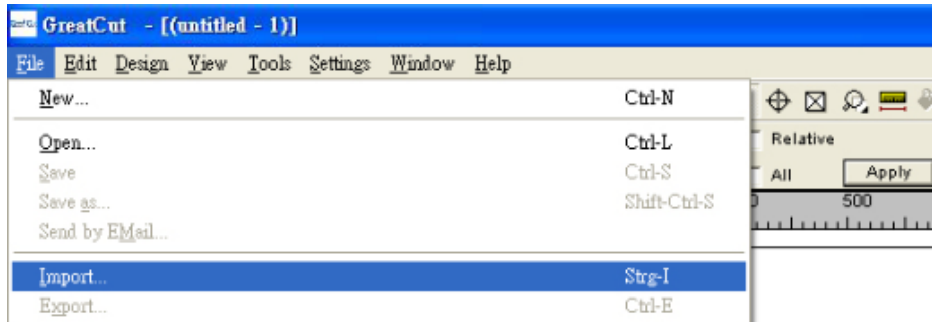 GreatCut - [(untitled - 1)]
File Edit Design View Tools Settings Window Help
New... Ctrl-N
Open... Ctrl-L
Relative
Save Ctrl-S
All Apply
Save as... Shift-Ctrl-S
500
Send by EMail...
Import... Strg-I
Export... Ctrl-E